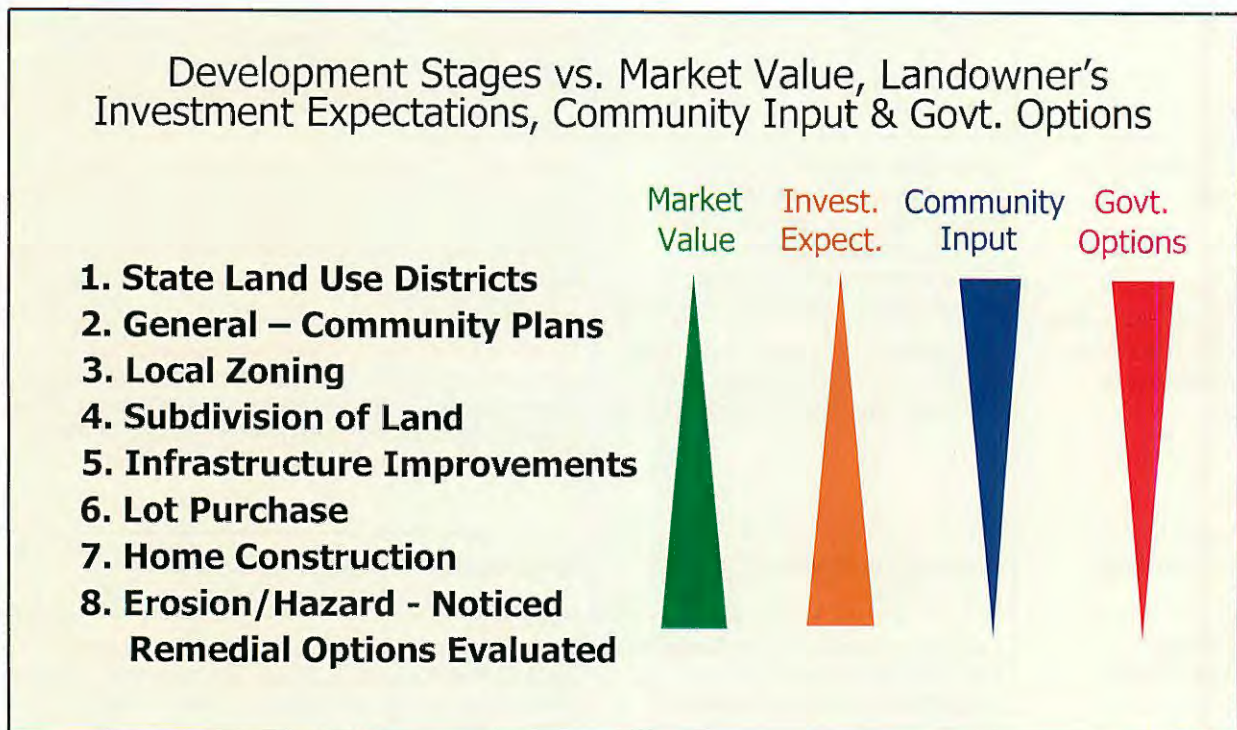 Development Stages vs. Market Value, Landowner's
Investment Expectations, Community Input & Govt. Options
Market Value
Invest. Expect.
Community Input
Govt. Options
1. State Land Use Districts
2. General – Community Plans
3. Local Zoning
4. Subdivision of Land
5. Infrastructure Improvements
6. Lot Purchase
7. Home Construction
8. Erosion/Hazard - Noticed
Remedial Options Evaluated